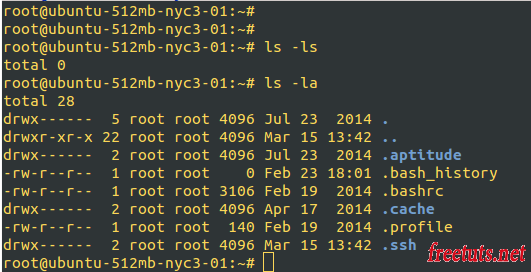 root@ubuntu-512mb-nyc3-01:~#
root@ubuntu-512mb-nyc3-01:~#
root@ubuntu-512mb-nyc3-01:~# ls -ls
total 0
root@ubuntu-512mb-nyc3-01:~# ls -la
total 28
drwx------  5 root root 4096 Jul 23  2014 .
drwxr-xr-x 22 root root 4096 Mar 15 13:42 ..
drwx------  2 root root 4096 Jul 23  2014 .aptitude
-rw-r--r--  1 root root    0 Feb 23 18:01 .bash_history
-rw-r--r--  1 root root 3106 Feb 19  2014 .bashrc
drwx------  2 root root 4096 Apr 17  2014 .cache
-rw-r--r--  1 root root  140 Feb 19  2014 .profile
drwx------  2 root root 4096 Mar 15 13:42 .ssh
root@ubuntu-512mb-nyc3-01:~#
freetuts.net